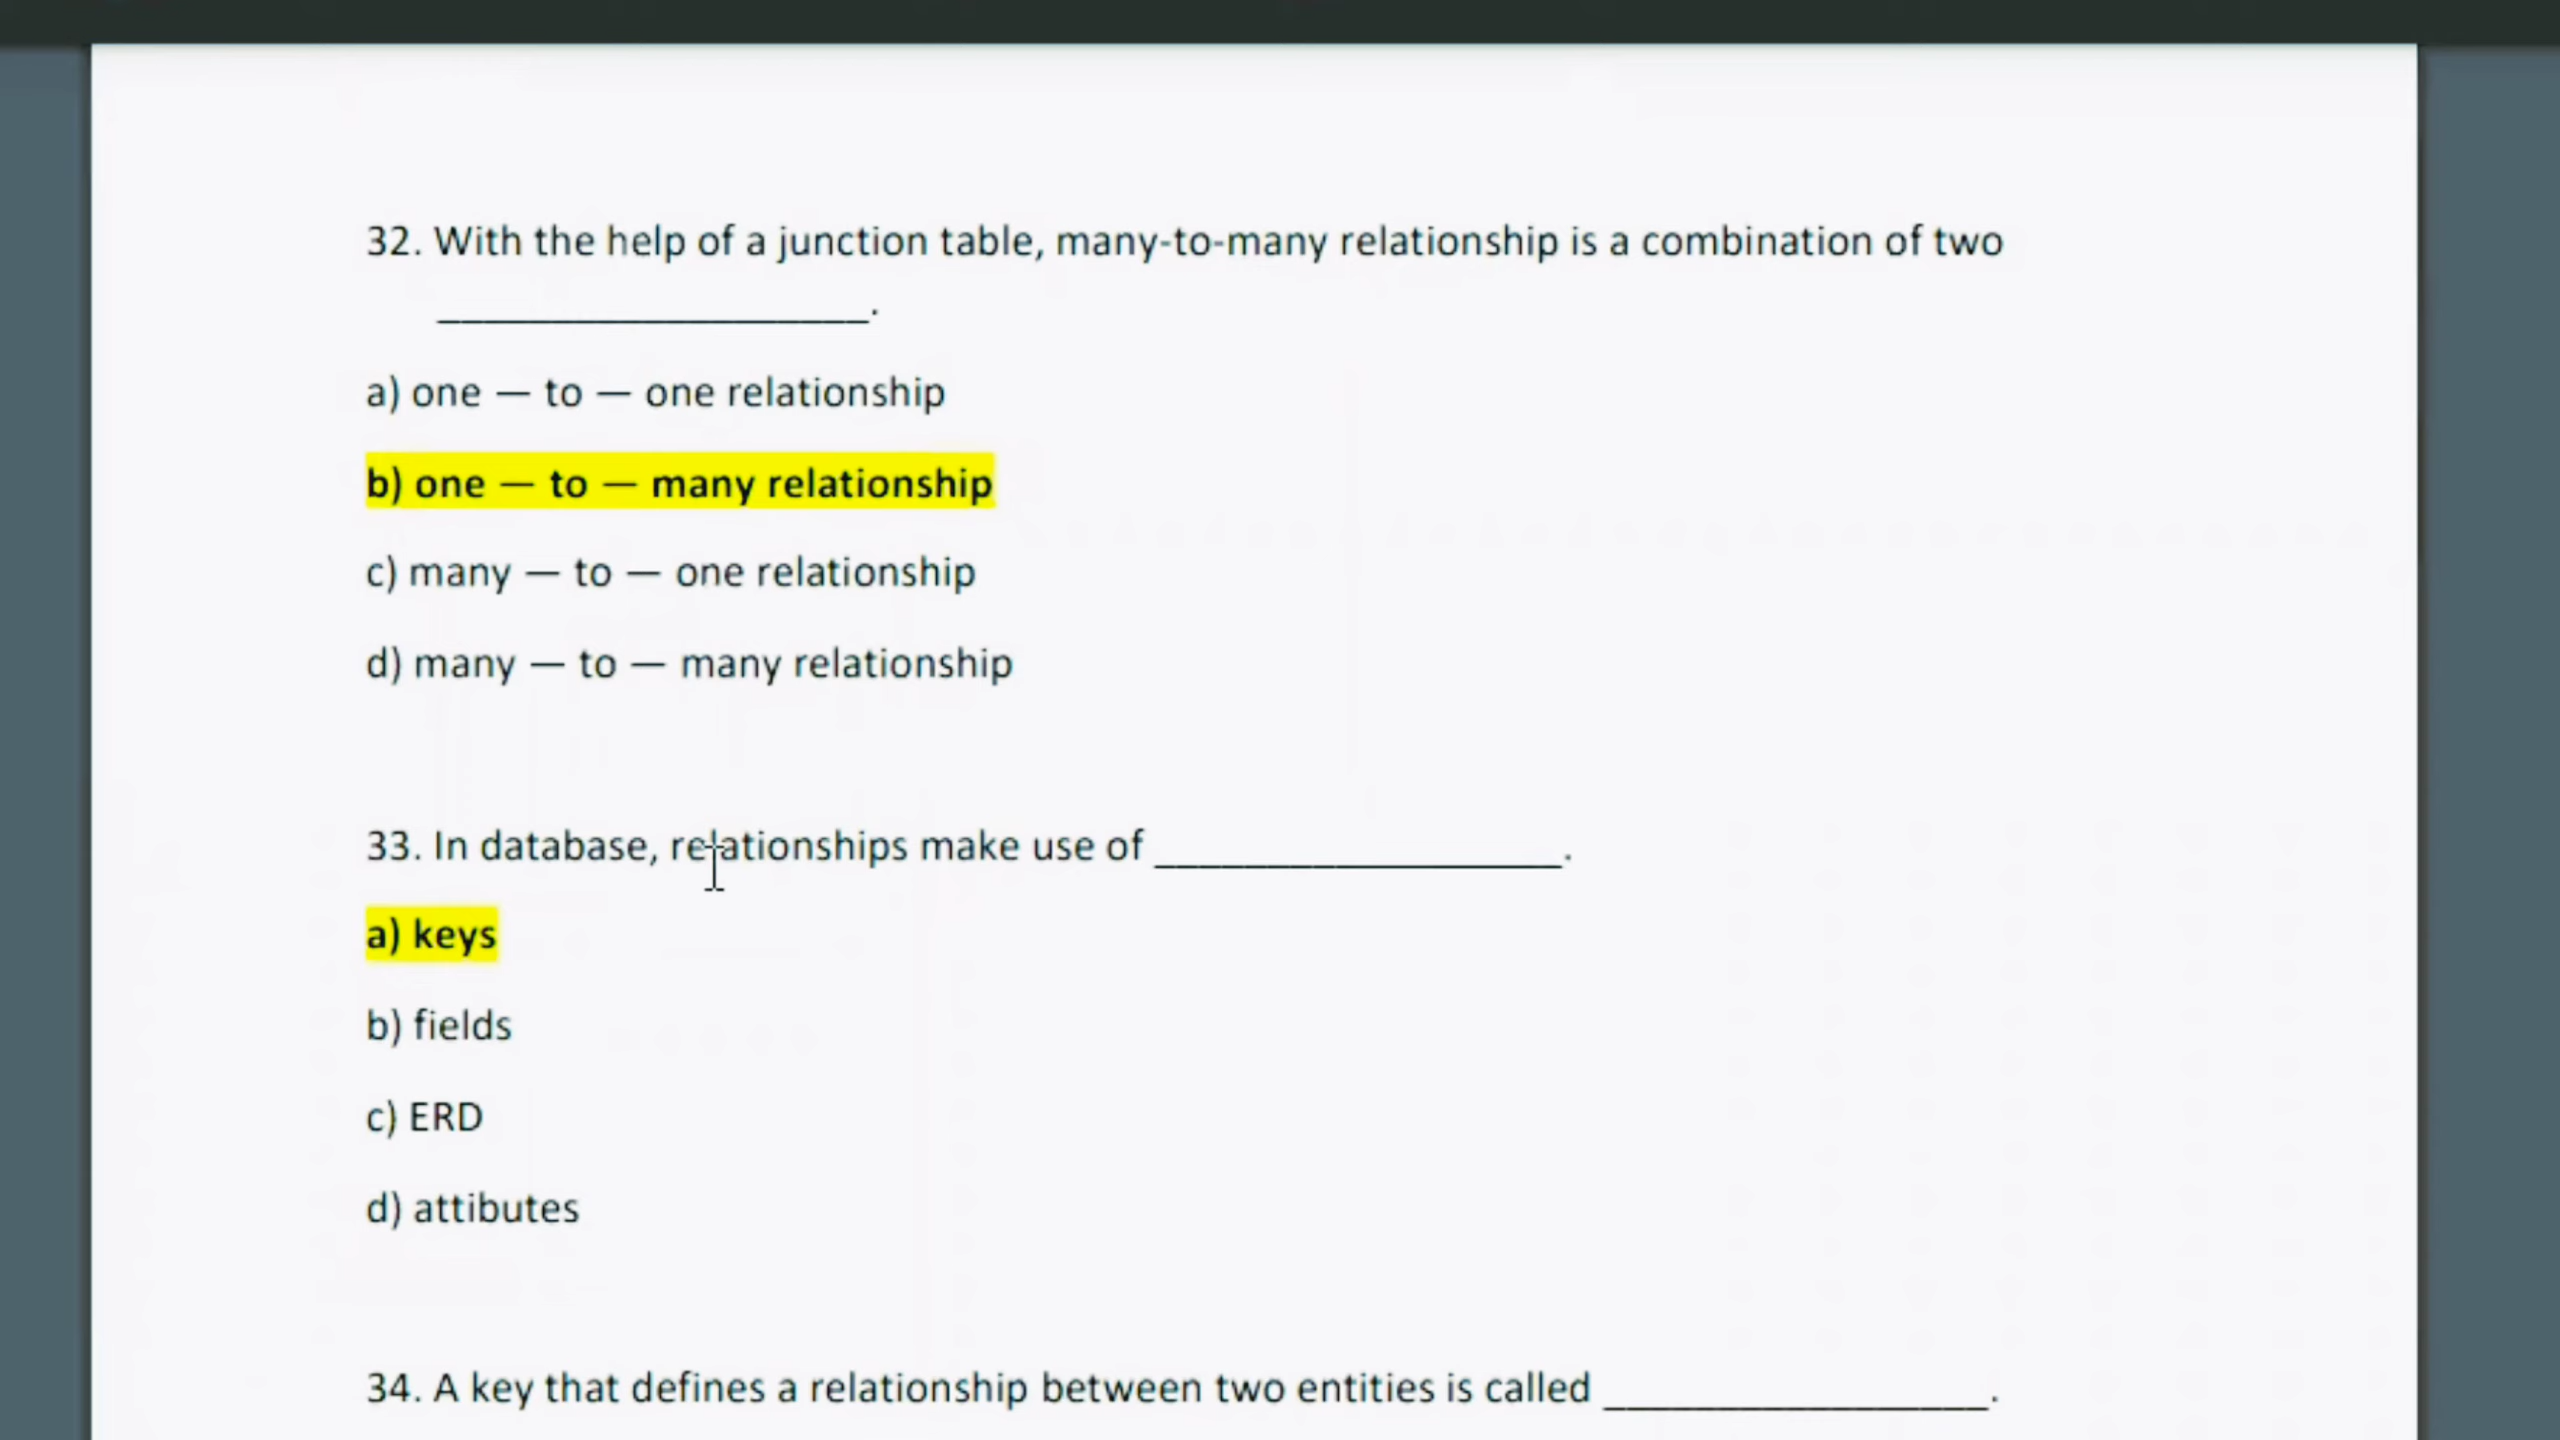 32. With the help of a junction table, many-to-many relationship is a combination of two
___________________.
a) one — to — one relationship
b) one — to — many relationship
c) many — to — one relationship
d) many — to — many relationship
33. In database, relationships make use of __________________.
a) keys
b) fields
c) ERD
d) attibutes
34. A key that defines a relationship between two entities is called _________________.